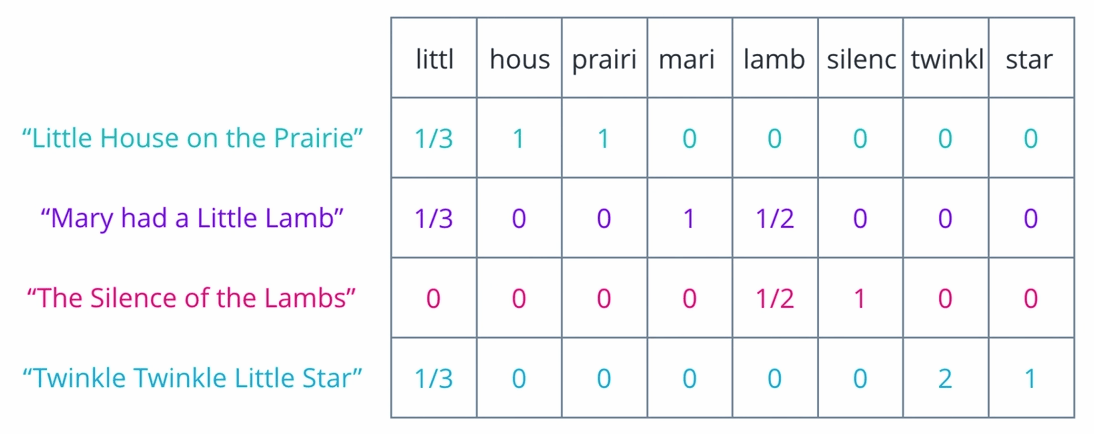 littl hous prairi mari lamb silenc twinkl star
“Little House on the Prairie” 1/3 1 1 0 0 0 0 0
“Mary had a Little Lamb” 1/3 0 0 1 1/2 0 0 0
“The Silence of the Lambs” 0 0 0 0 1/2 1 0 0
“Twinkle Twinkle Little Star” 1/3 0 0 0 0 0 2 1